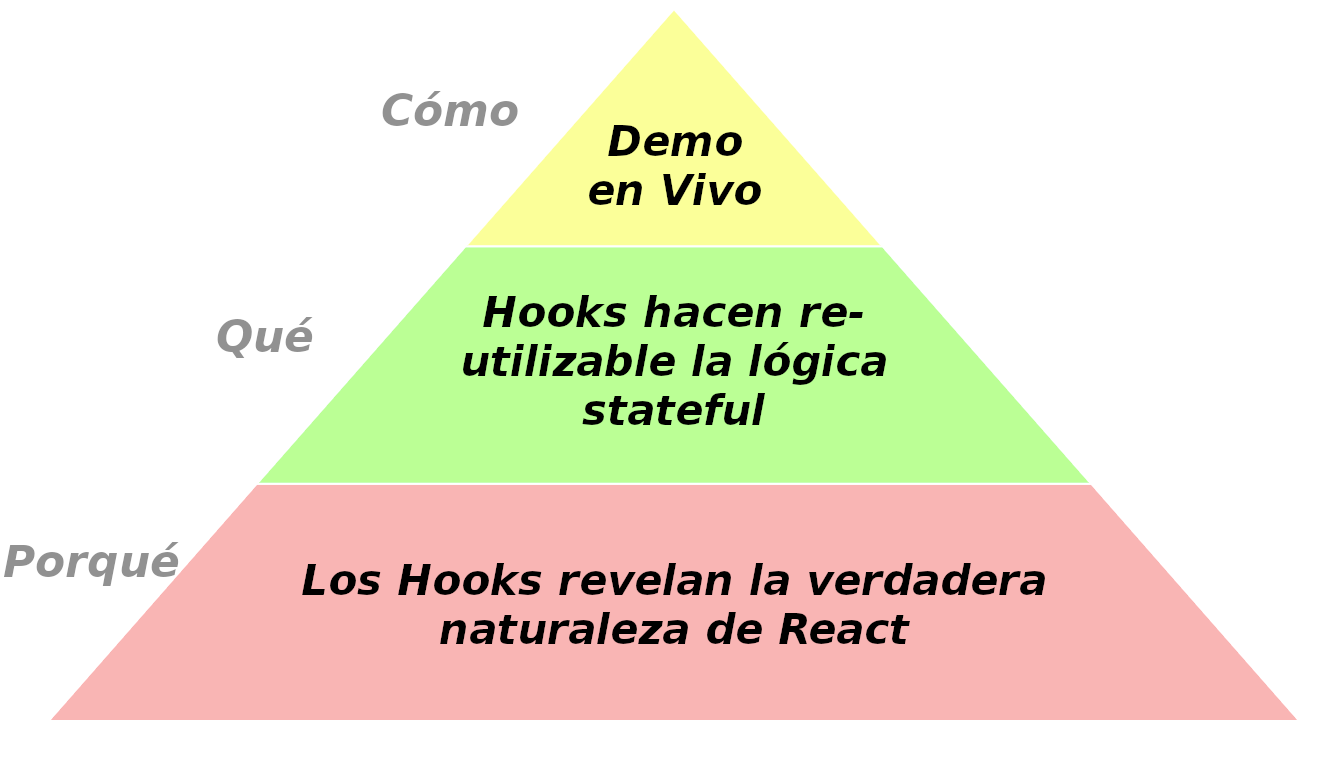 Cómo
Demo
en Vivo
Qué
Hooks hacen re-
utilizable la lógica
stateful
Porqué
Los Hooks revelan la verdadera
naturaleza de React